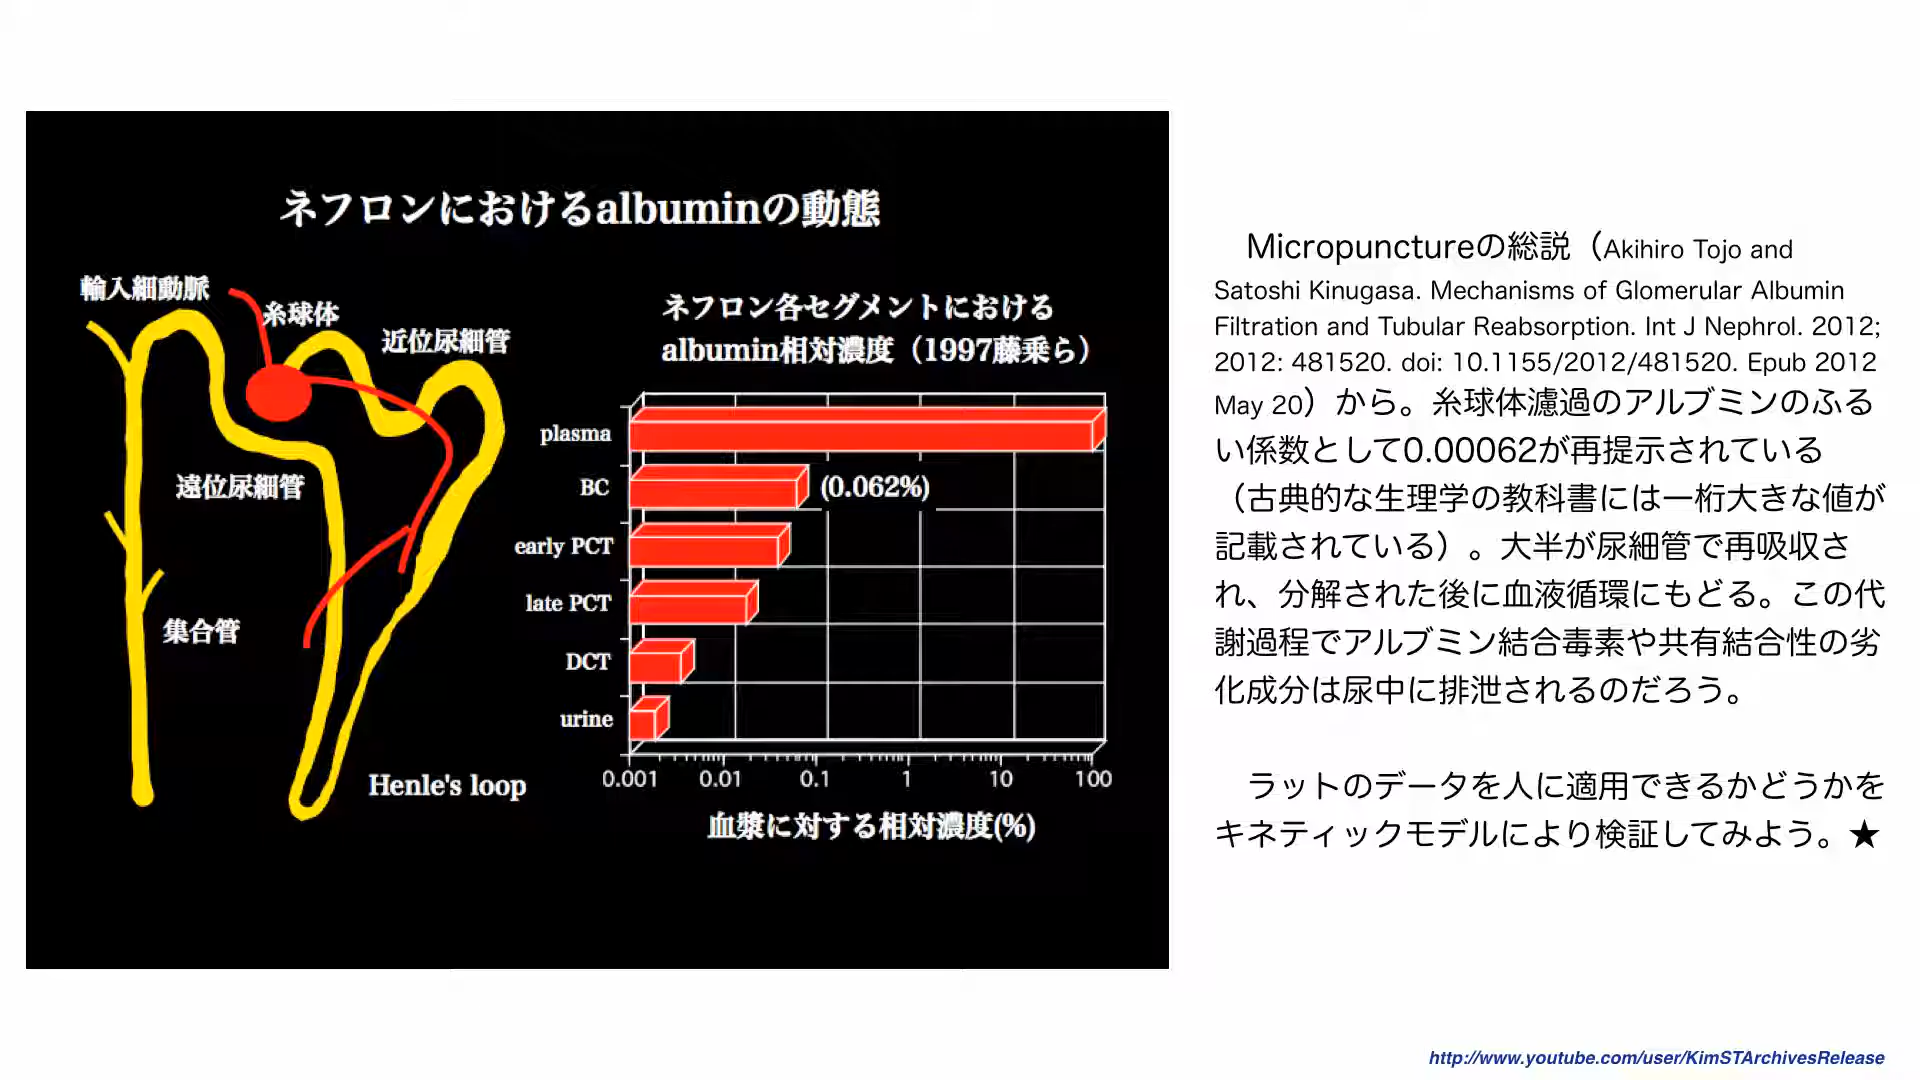 ネフロンにおけるalbuminの動態
輸入細動脈
糸球体
近位尿細管
遠位尿細管
集合管
Henle's loop
ネフロン各セグメントにおける
albumin相対濃度（1997藤乗ら）
plasma
BC
(0.062%)
early PCT
late PCT
DCT
urine
0.001 0.01 0.1 1 10 100
血漿に対する相対濃度(%)
Micropunctureの総説（Akihiro Tojo and
Satoshi Kinugasa. Mechanisms of Glomerular Albumin
Filtration and Tubular Reabsorption. Int J Nephrol. 2012;
2012: 481520. doi: 10.1155/2012/481520. Epub 2012
May 20）から。糸球体濾過のアルブミンのふる
い係数として0.00062が再提示されている
（古典的な生理学の教科書には一桁大きな値が
記載されている）。大半が尿細管で再吸収さ
れ、分解された後に血液循環にもどる。この代
謝過程でアルブミン結合毒素や共有結合性の劣
化成分は尿中に排泄されるのだろう。
ラットのデータを人に適用できるかどうかを
キネティックモデルにより検証してみよう。★
http://www.youtube.com/user/KimSTArchivesRelease